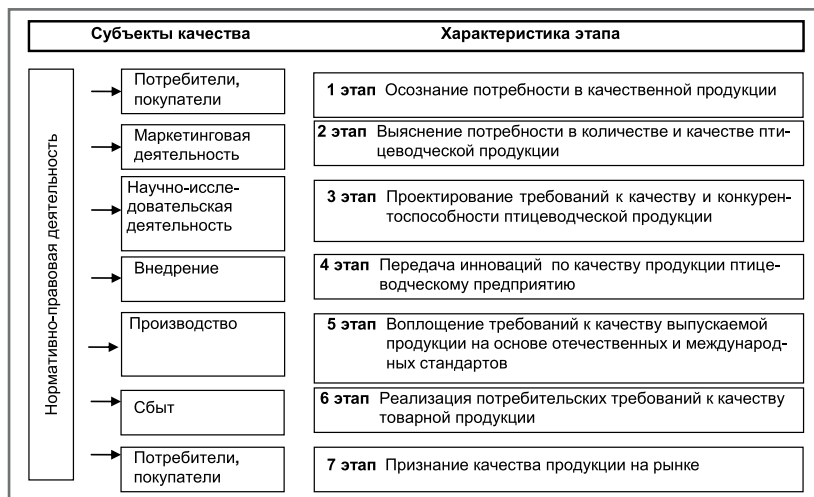 Субъекты качества Характеристика этапа
Нормативно-правовая деятельность
Потребители,
покупатели
1 этап Осознание потребности в качественной продукции
Маркетинговая
деятельность
2 этап Выяснение потребности в количестве и качестве пти-
цеводческой продукции
Научно-иссле-
довательская
деятельность
3 этап Проектирование требований к качеству и конкурен-
тоспособности птицеводческой продукции
Внедрение
4 этап Передача инноваций по качеству продукции птице-
водческому предприятию
Производство
5 этап Воплощение требований к качеству выпускаемой
продукции на основе отечественных и международ-
ных стандартов
Сбыт
6 этап Реализация потребительских требований к качеству
товарной продукции
Потребители,
покупатели
7 этап Признание качества продукции на рынке